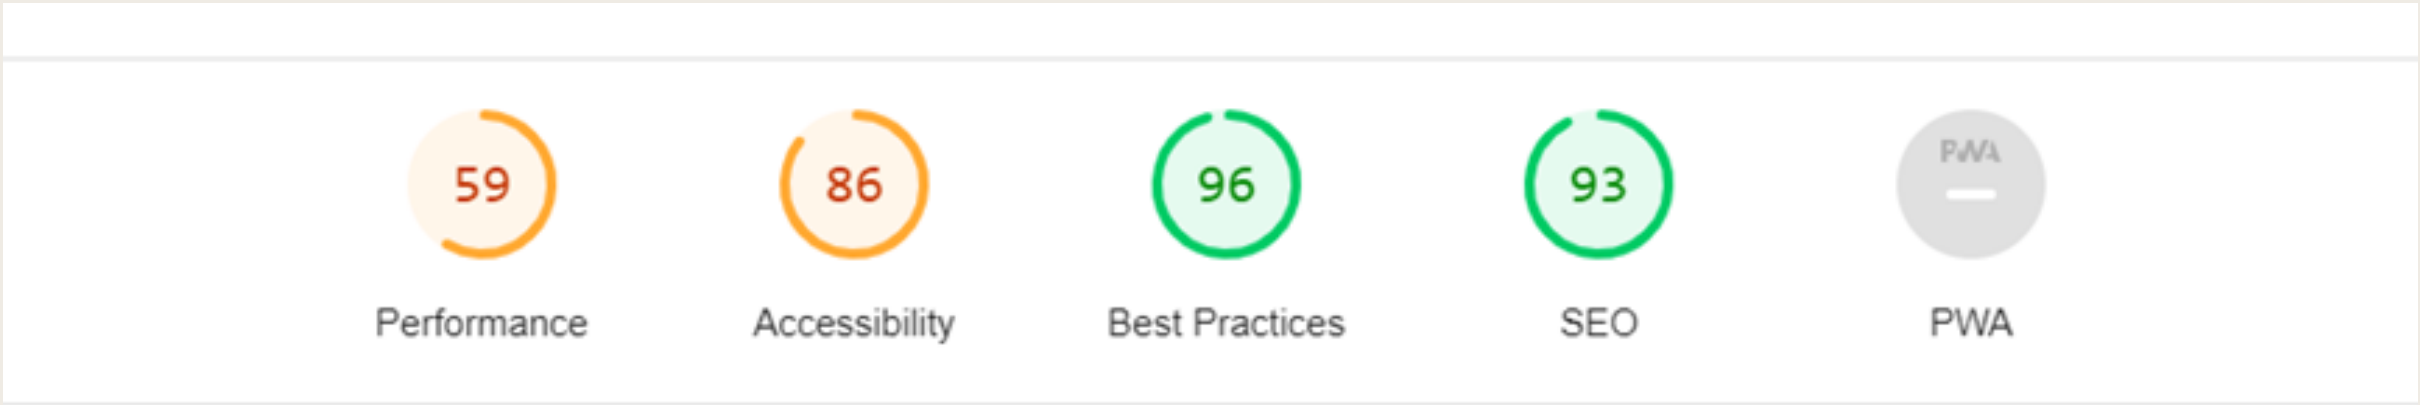 59 86 96 93 PWA
Performance Accessibility Best Practices SEO PWA